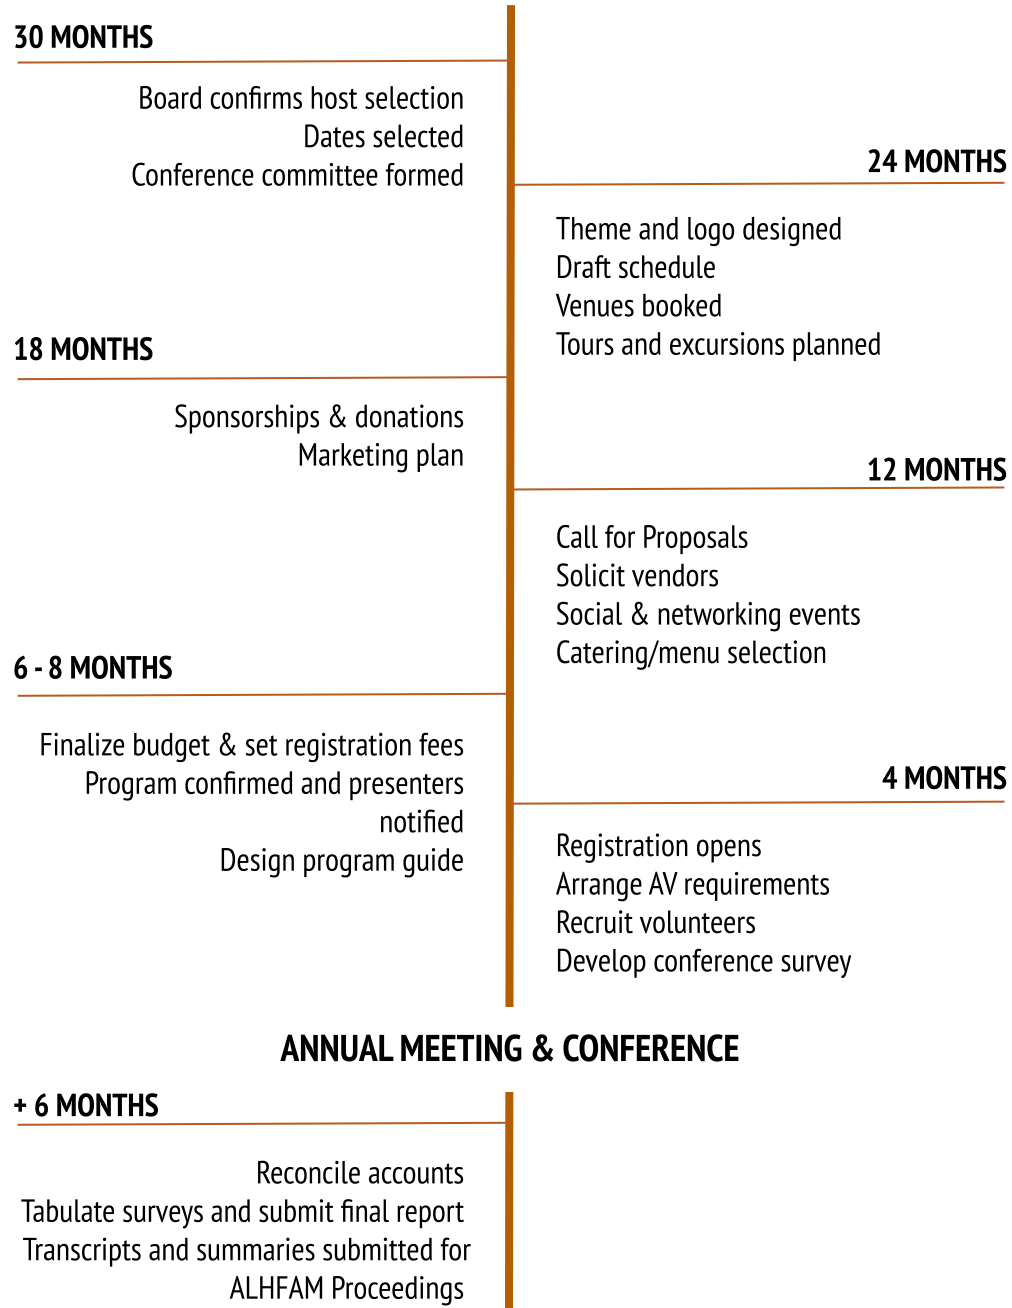 30 MONTHS
Board confirms host selection
Dates selected
Conference committee formed
24 MONTHS
Theme and logo designed
Draft schedule
Venues booked
Tours and excursions planned
18 MONTHS
Sponsorships & donations
Marketing plan
12 MONTHS
Call for Proposals
Solicit vendors
Social & networking events
Catering/menu selection
6 - 8 MONTHS
Finalize budget & set registration fees
Program confirmed and presenters
notified
Design program guide
4 MONTHS
Registration opens
Arrange AV requirements
Recruit volunteers
Develop conference survey
ANNUAL MEETING & CONFERENCE
+ 6 MONTHS
Reconcile accounts
Tabulate surveys and submit final report
Transcripts and summaries submitted for
ALHFAM Proceedings